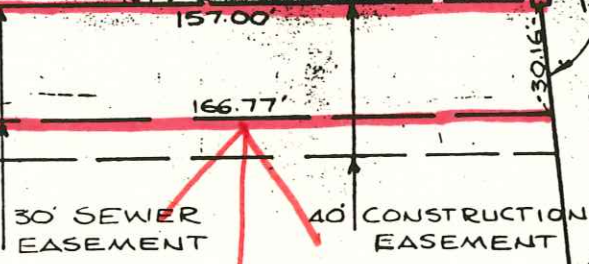 157.00'
30.16
166.77'
30' SEWER
EASEMENT
40' CONSTRUCTION
EASEMENT